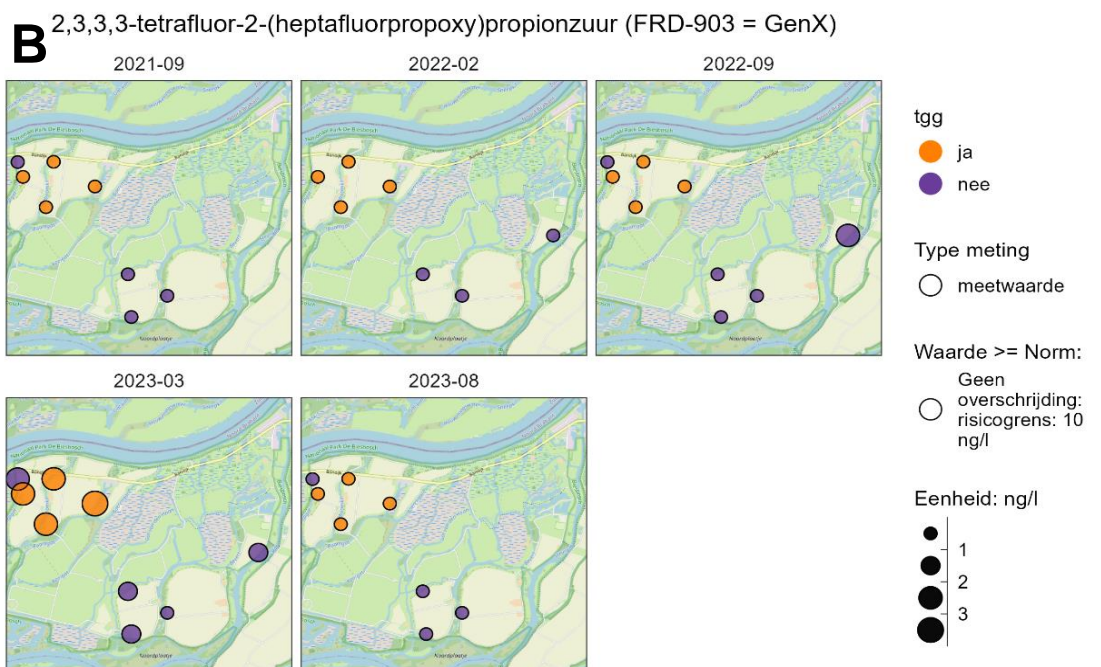 B
2,3,3,3-tetrafluor-2-(heptafluorpropoxy)propionzuur (FRD-903 = GenX)
2021-09
2022-02
2022-09
Noordplaatje
2023-03
2023-08
Noordplaatje
tgg
ja
nee
Type meting
meetwaarde
Waarde >= Norm:
Geen
overschrijding:
risicogrens: 10
ng/l
Eenheid: ng/l
1
2
3